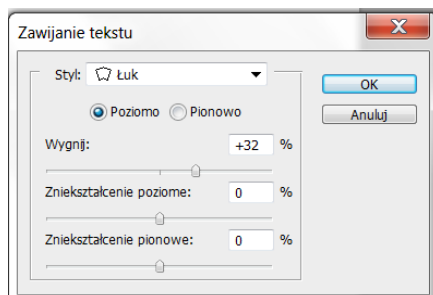 Zawijanie tekstu
Styl: Łuk
OK
Poziomo Pionowo
Anuluj
Wygnij: +32 %
Zniekształcenie poziome: 0 %
Zniekształcenie pionowe: 0 %